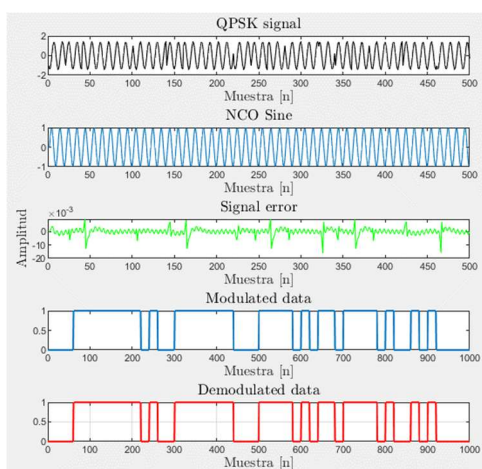 QPSK signal
2
0
-2
0 50 100 150 200 250 300 350 400 450 500
Muestra [n]
NCO Sine
1
0
-1
0 50 100 150 200 250 300 350 400 450 500
Muestra [n]
Signal error
×10⁻³
0
-10
-20
Amplitud
0 50 100 150 200 250 300 350 400 450 500
Muestra [n]
Modulated data
1
0.5
0
0 100 200 300 400 500 600 700 800 900 1000
Muestra [n]
Demodulated data
1
0.5
0
0 100 200 300 400 500 600 700 800 900 1000
Muestra [n]